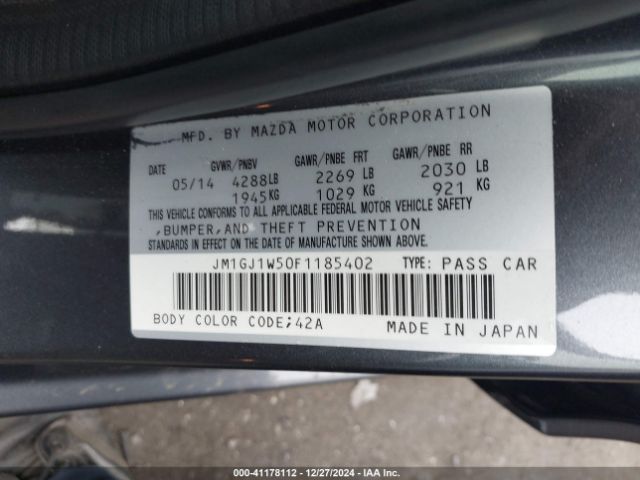 MFD. BY MAZDA MOTOR CORPORATION
DATE GVWR/PNBV GAWR/PNBE FRT GAWR/PNBE RR
05/14 4288LB 2269 LB 2030 LB
1945KG 1029 KG 921 KG
THIS VEHICLE CONFORMS TO ALL APPLICABLE FEDERAL MOTOR VEHICLE SAFETY
,BUMPER,AND THEFT PREVENTION
STANDARDS IN EFFECT ON THE DATE OF MANUFACTURE SHOWN ABOVE.
JM1GJ1W50F1185402 TYPE: PASS CAR
BODY COLOR CODE;42A MADE IN JAPAN
000-41178112 - 12/27/2024 - IAA Inc.